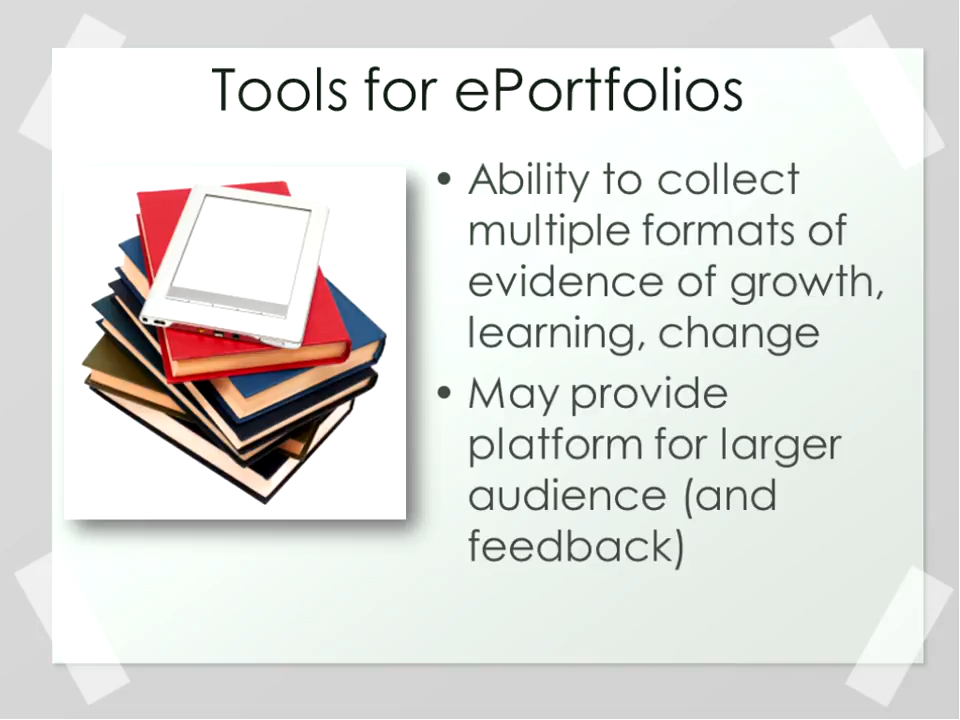 Tools for ePortfolios
• Ability to collect
multiple formats of
evidence of growth,
learning, change
• May provide
platform for larger
audience (and
feedback)